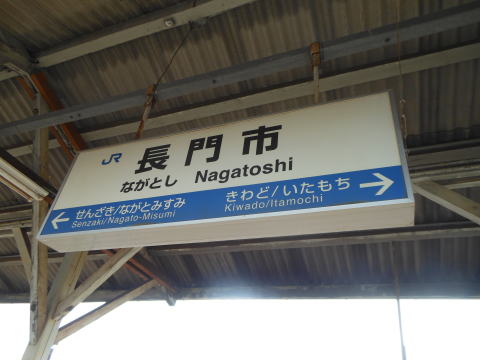 JR 長門市
ながとし Nagatoshi
← せんざき/ながとみすみ きわど/いたもち →
Senzaki/Nagato-Misumi Kiwado/Itamochi